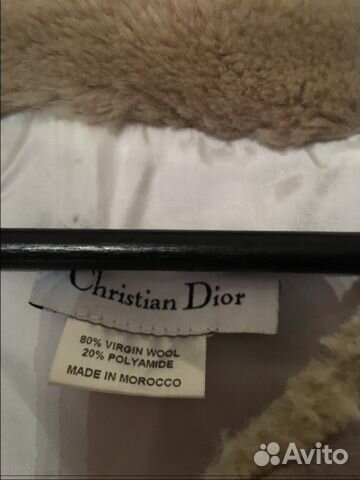 Christian Dior
80% VIRGIN WOOL
20% POLYAMIDE
MADE IN MOROCCO
Avito